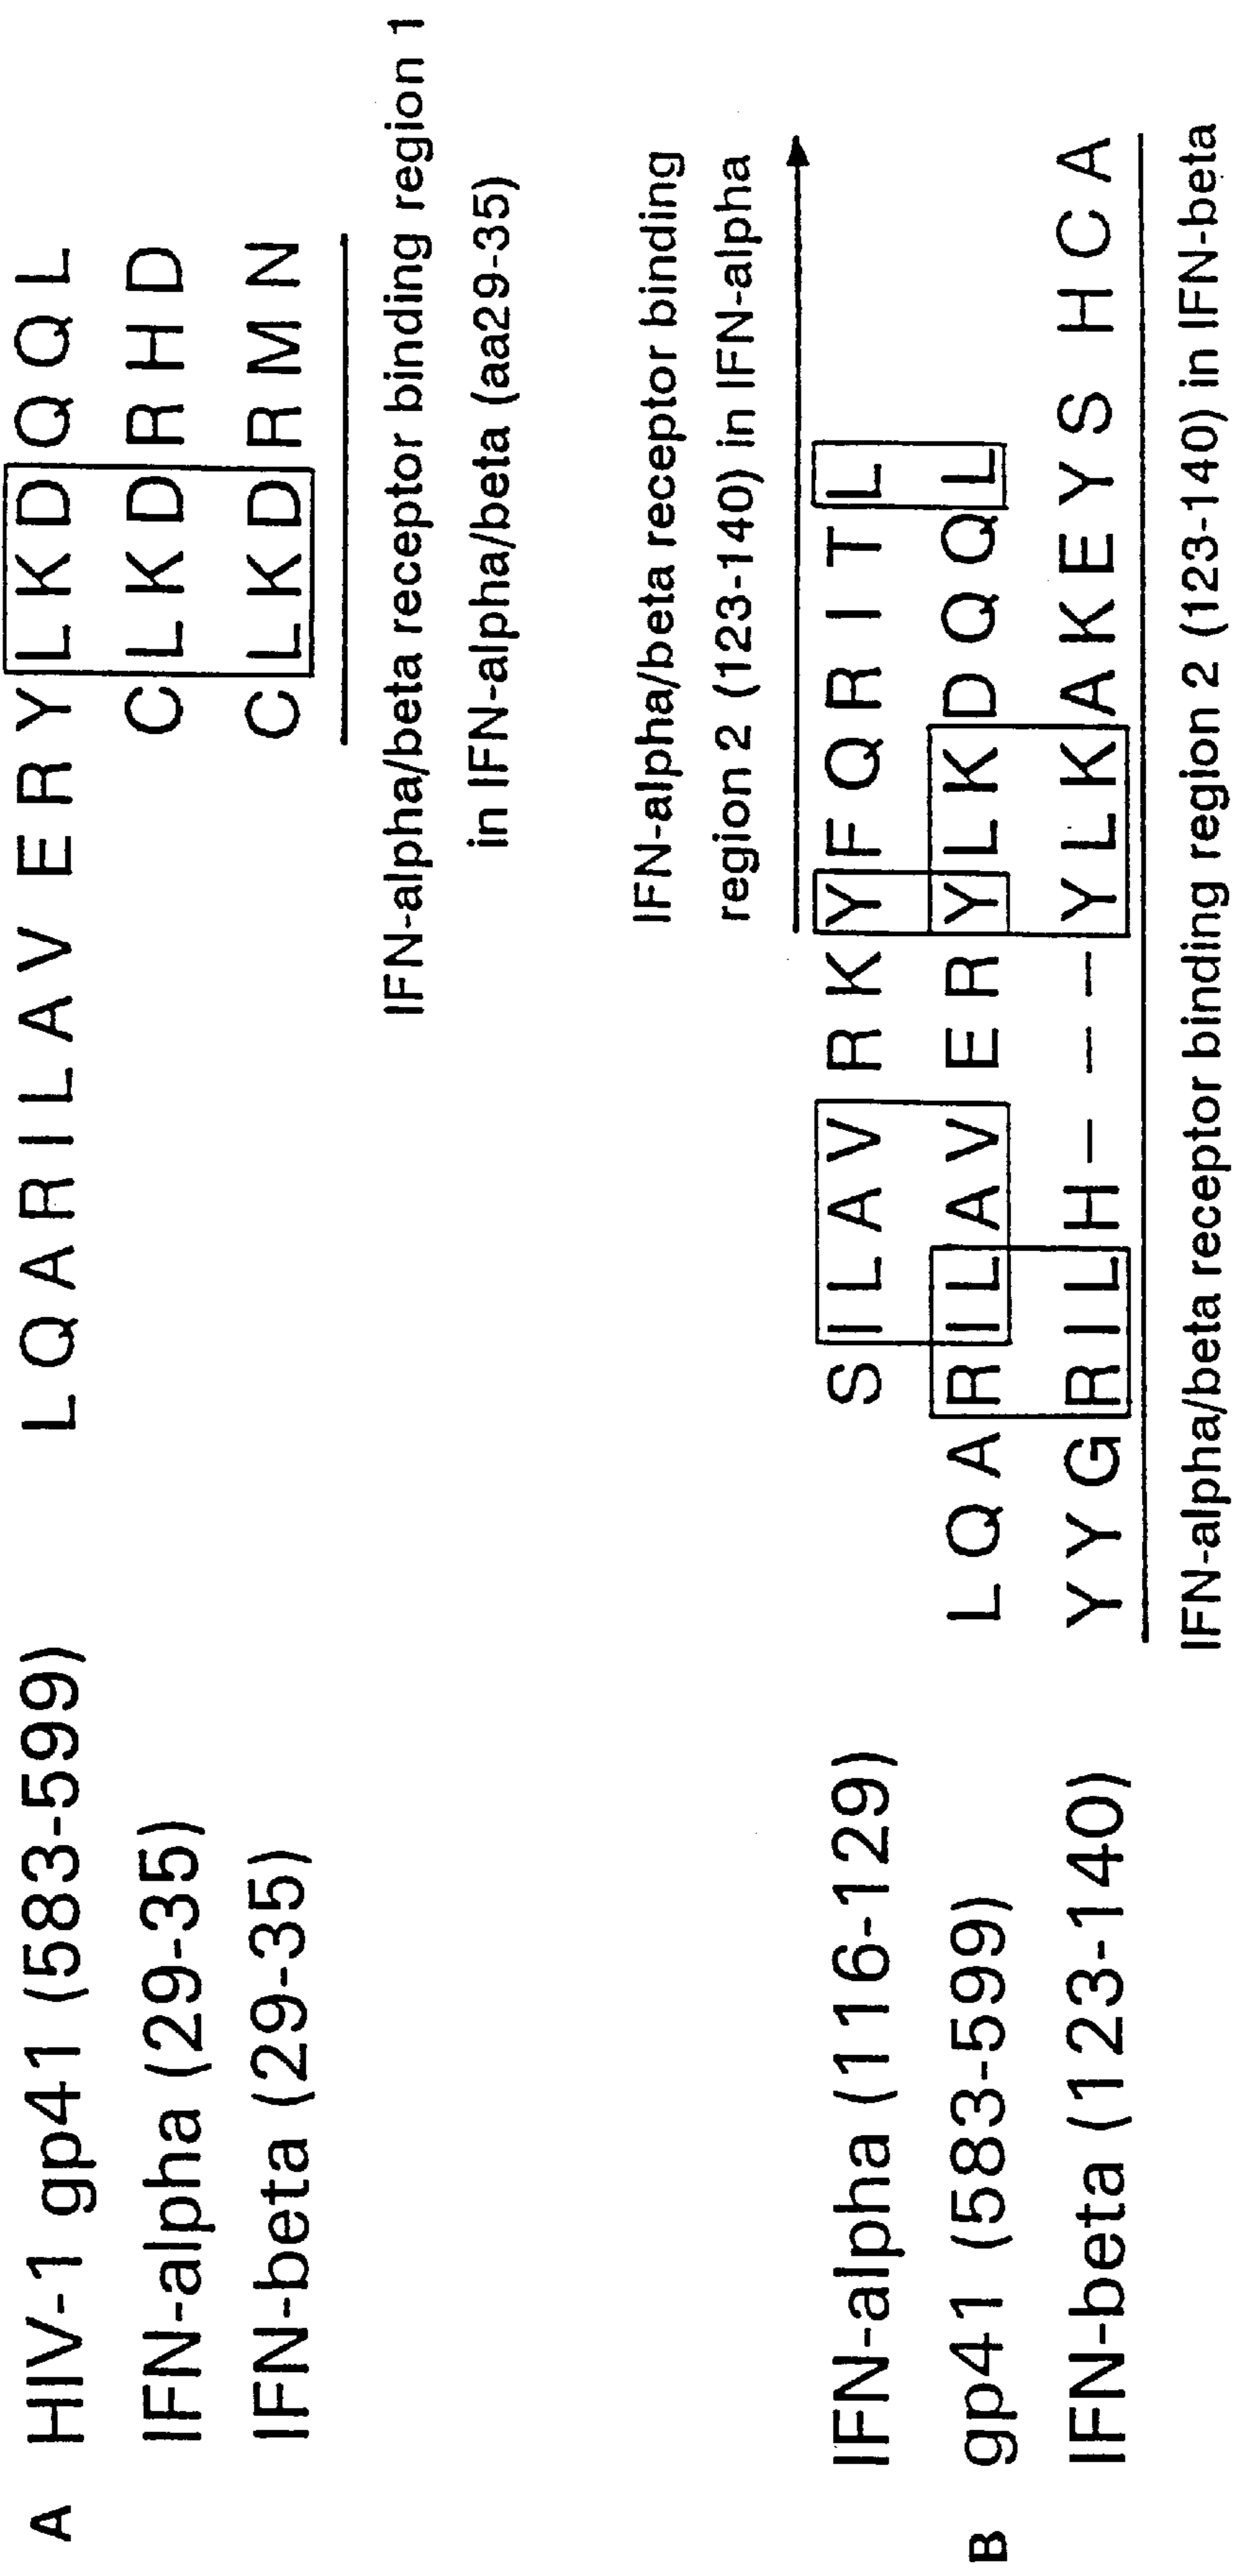 A HIV-1 gp41 (583-599) L Q A R I L A V E R Y L K D Q Q L
IFN-alpha (29-35) C L K D R H D
IFN-beta (29-35) C L K D R M N
IFN-alpha/beta receptor binding region 1
in IFN-alpha/beta (aa29-35)
IFN-alpha/beta receptor binding
region 2 (123-140) in IFN-alpha
IFN-alpha (116-129) S I L A V R K Y F Q R I T L
B gp41 (583-599) L Q A R I L A V E R Y L K D Q Q L
IFN-beta (123-140) Y Y G R I L H – – – Y L K A K E Y S H C A
IFN-alpha/beta receptor binding region 2 (123-140) in IFN-beta